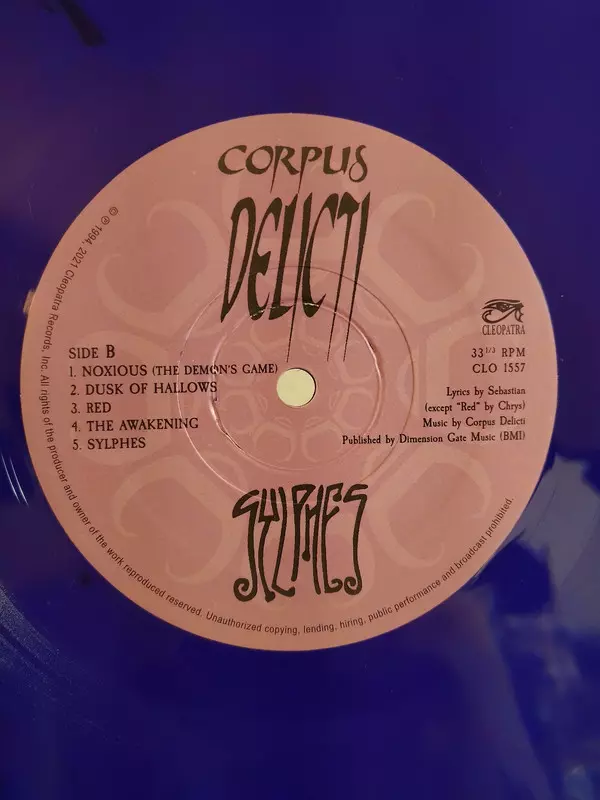 CORPUS
DELICTI
℗ © 1994, 2021 Cleopatra Records, Inc. All rights of the producer and owner of the work reproduced reserved. Unauthorized copying, lending, hiring, public performance and broadcast prohibited.
CLEOPATRA
SIDE B
1. NOXIOUS (THE DEMON'S GAME)
2. DUSK OF HALLOWS
3. RED
4. THE AWAKENING
5. SYLPHES
33 1/3 RPM
CLO 1557
Lyrics by Sebastian
(except "Red" by Chrys)
Music by Corpus Delicti
Published by Dimension Gate Music (BMI)
SYLPHES